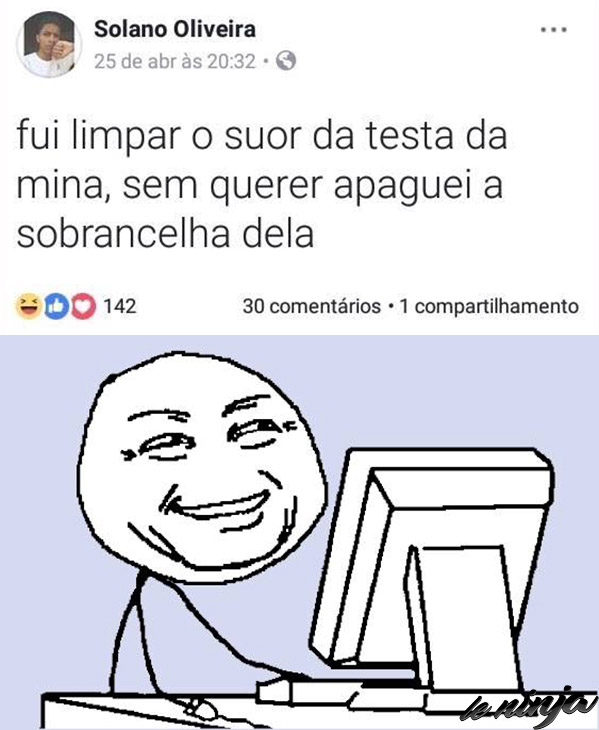 Solano Oliveira
25 de abr às 20:32 •
fui limpar o suor da testa da
mina, sem querer apaguei a
sobrancelha dela
142 30 comentários • 1 compartilhamento
le ninja